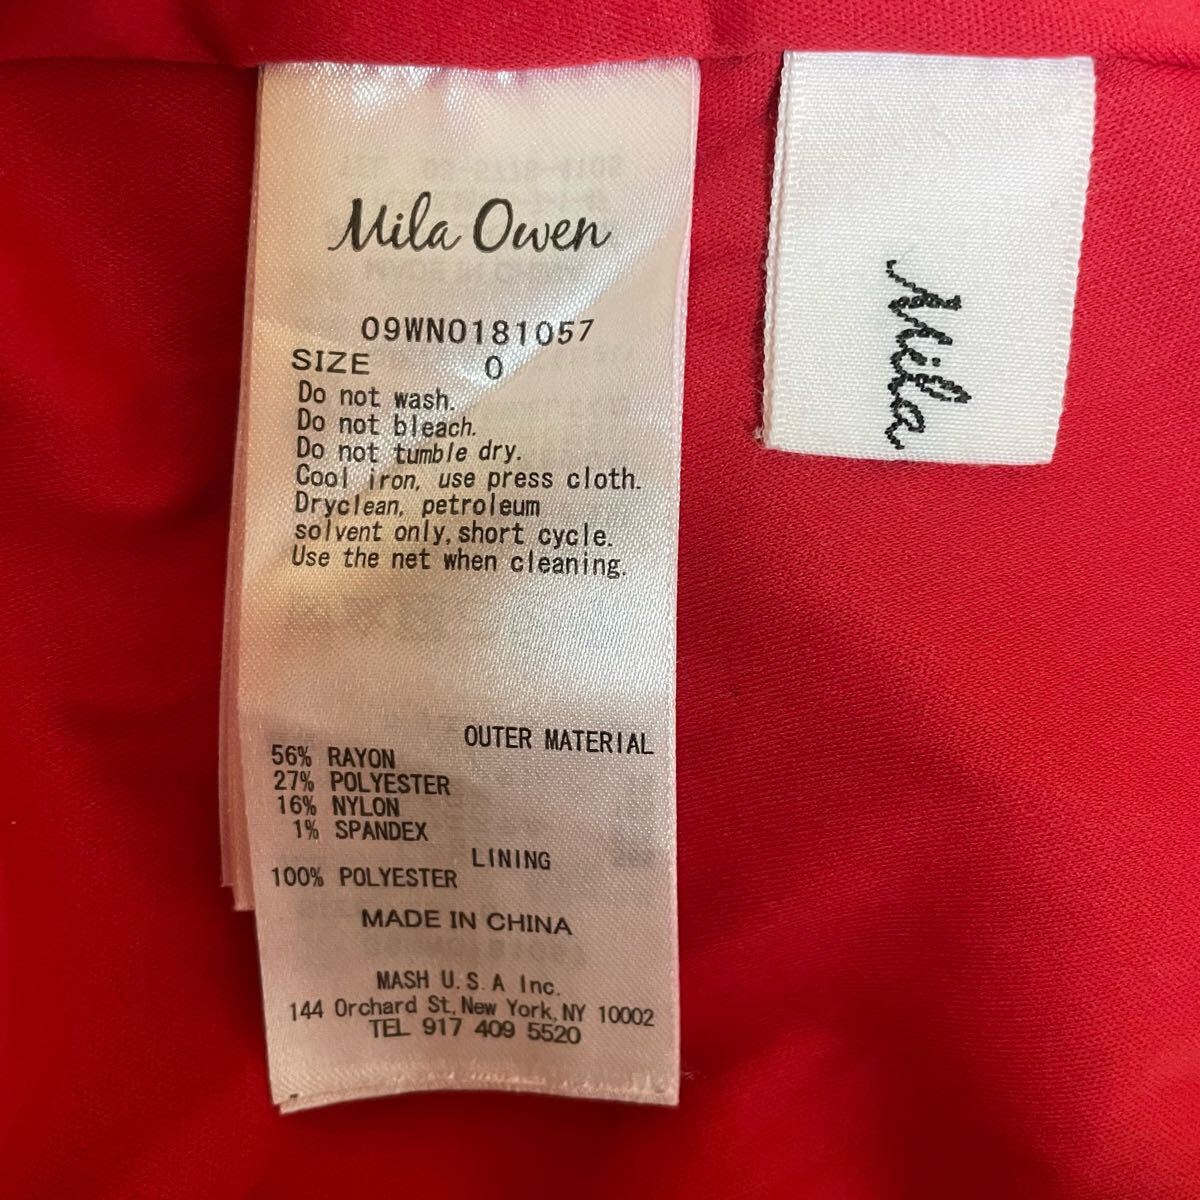 Mila Owen
09WN0181057
SIZE 0
Do not wash.
Do not bleach.
Do not tumble dry.
Cool iron, use press cloth.
Dryclean, petroleum
solvent only, short cycle.
Use the net when cleaning.
OUTER MATERIAL
56% RAYON
27% POLYESTER
16% NYLON
1% SPANDEX
LINING
100% POLYESTER
MADE IN CHINA
MASH U.S.A Inc.
144 Orchard St, New York, NY 10002
TEL 917 409 5520
Mila